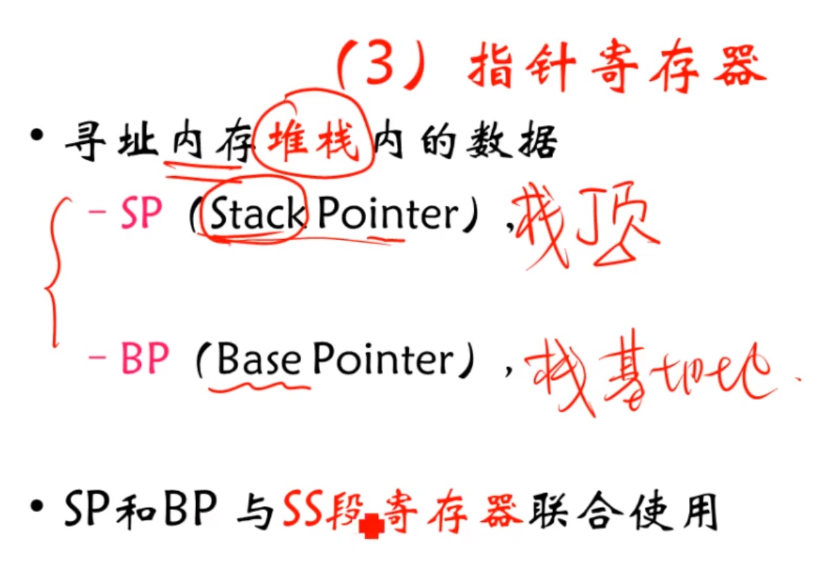 （3）指针寄存器
• 寻址内存堆栈内的数据
– SP（Stack Pointer）, 栈顶
– BP（Base Pointer）, 栈基地址.
• SP和BP 与SS段寄存器联合使用